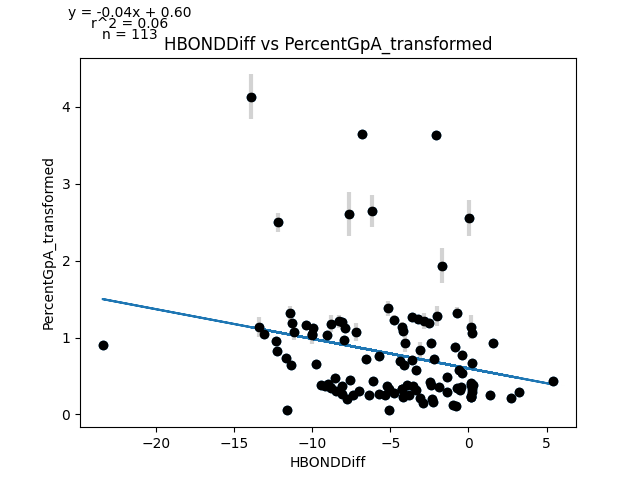 y = -0.04x + 0.60
r^2 = 0.06
n = 113
HBONDDiff vs PercentGpA_transformed
PercentGpA_transformed
4
3
2
1
0
−20 −15 −10 −5 0 5
HBONDDiff